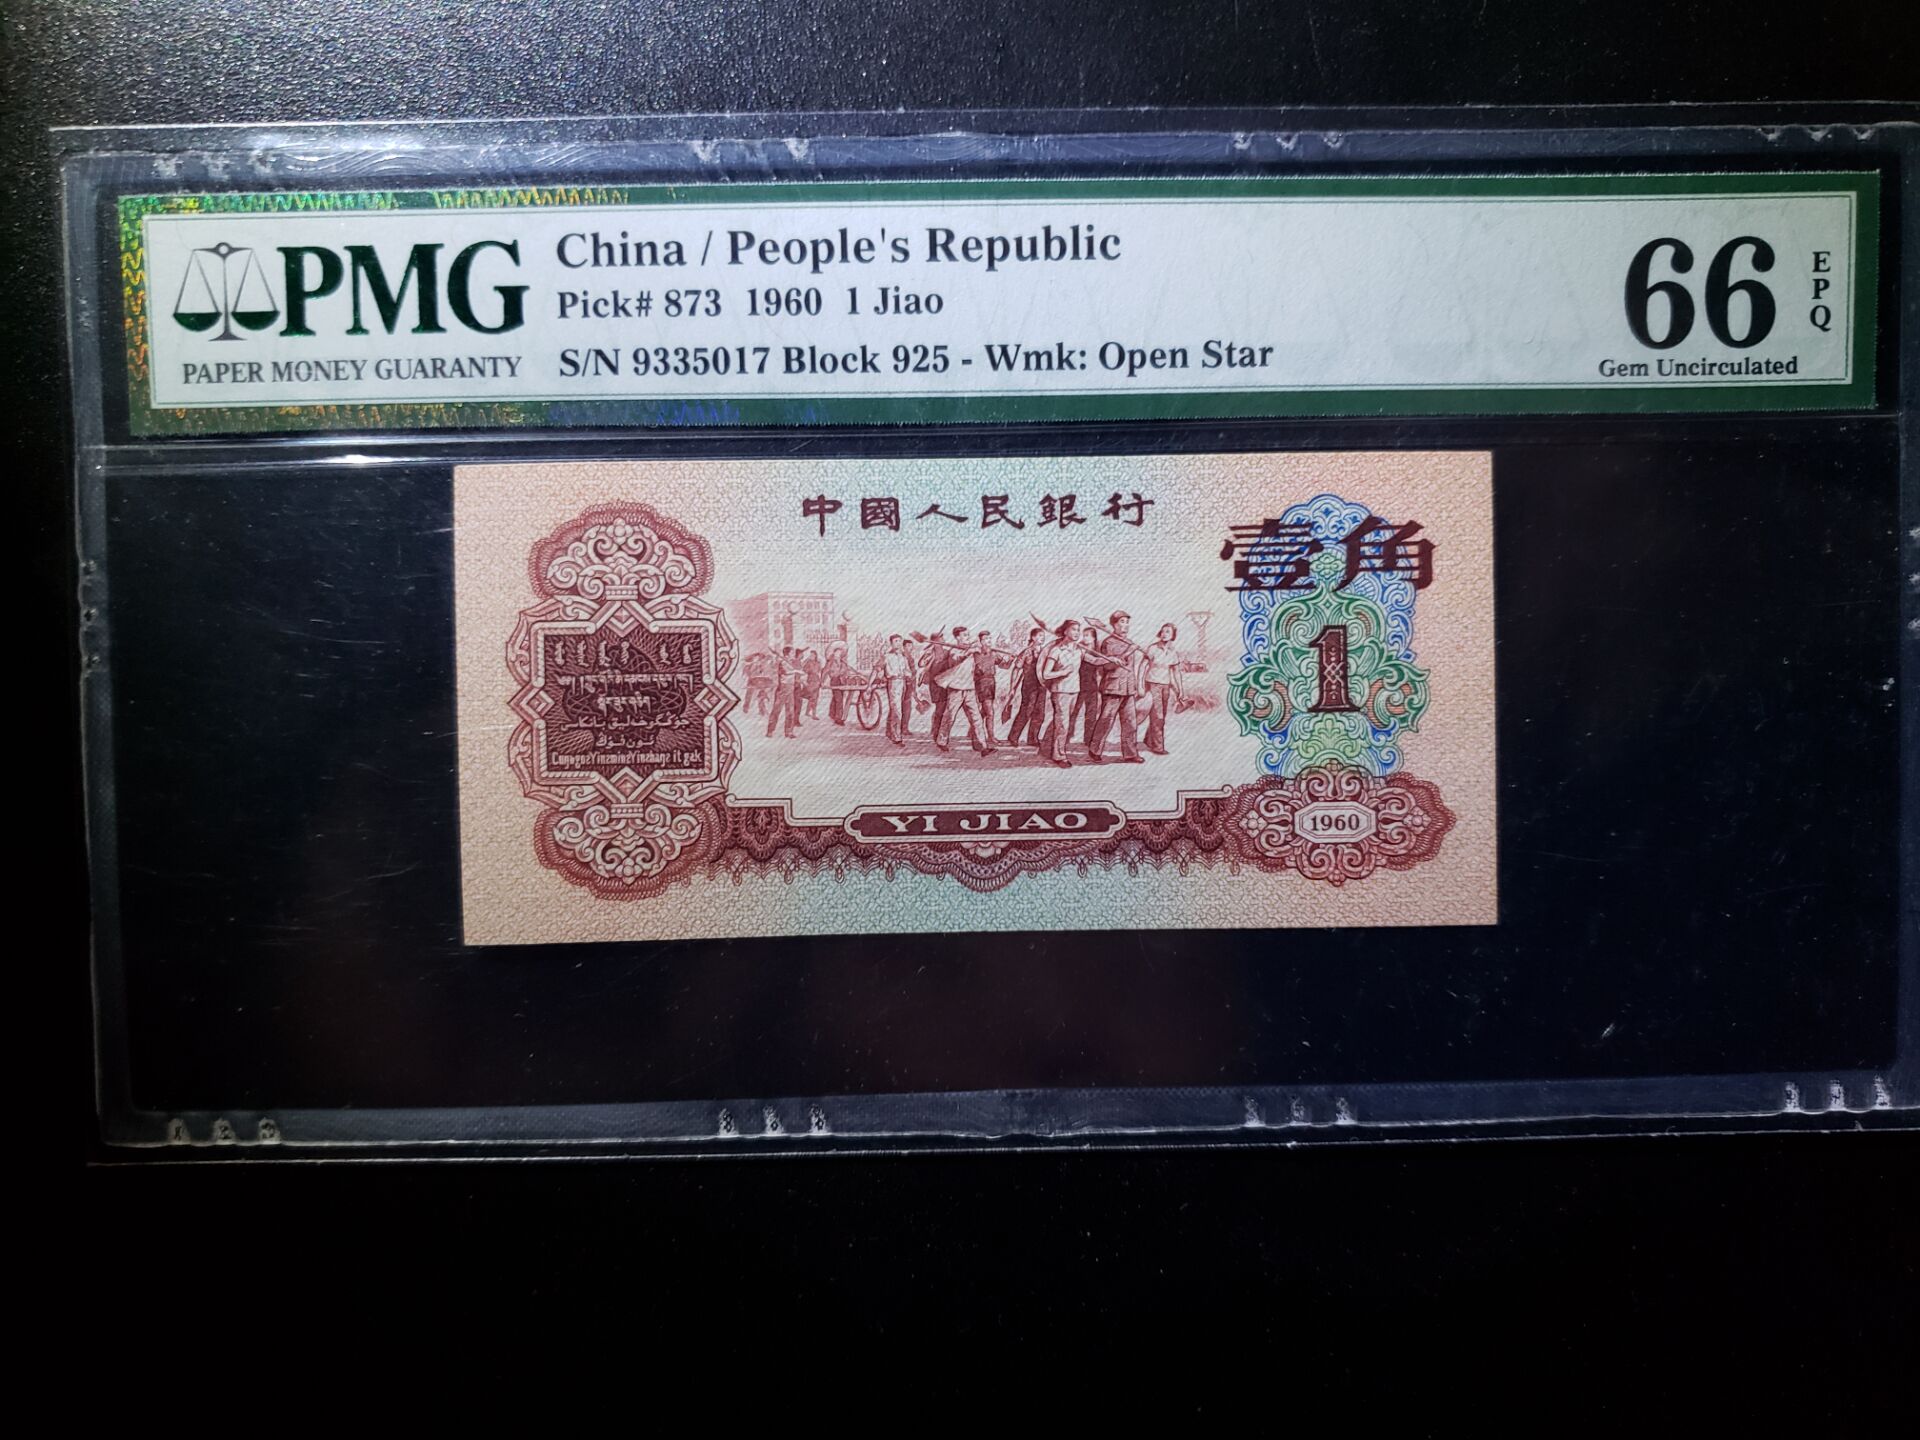 PMG
PAPER MONEY GUARANTY
China / People's Republic
Pick# 873 1960 1 Jiao
S/N 9335017 Block 925 - Wmk: Open Star
66
EPQ
Gem Uncirculated
中國人民銀行
壹角
1
YI JIAO
1960